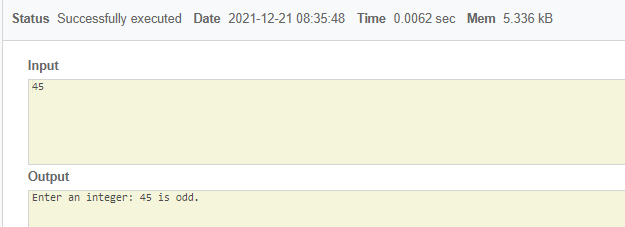 Status Successfully executed Date 2021-12-21 08:35:48 Time 0.0062 sec Mem 5.336 kB
Input
45
Output
Enter an integer: 45 is odd.